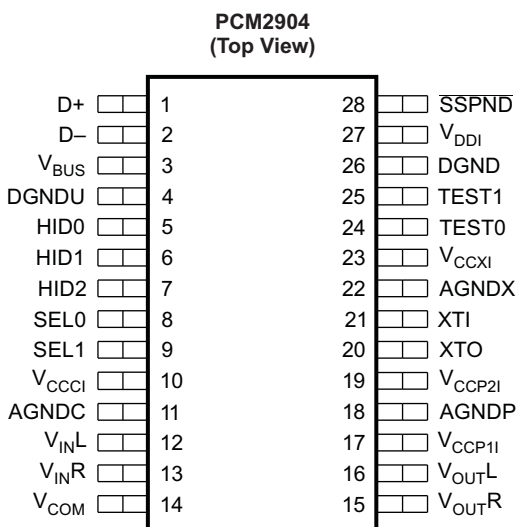 PCM2904
(Top View)
D+ 1 28 SSPND
D– 2 27 VDDI
VBUS 3 26 DGND
DGNDU 4 25 TEST1
HID0 5 24 TEST0
HID1 6 23 VCCXI
HID2 7 22 AGNDX
SEL0 8 21 XTI
SEL1 9 20 XTO
VCCCI 10 19 VCCP2I
AGNDC 11 18 AGNDP
VINL 12 17 VCCP1I
VINR 13 16 VOUTL
VCOM 14 15 VOUTR